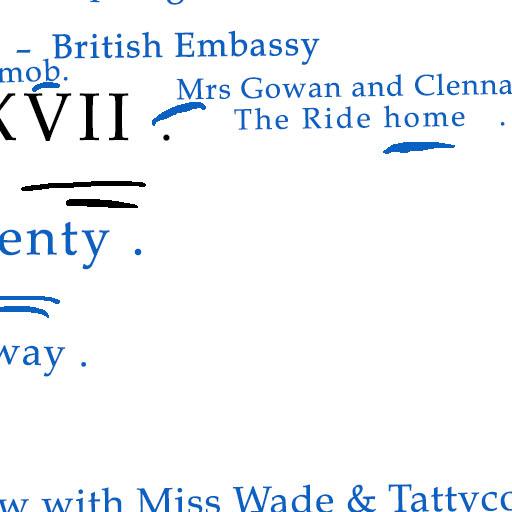 – British Embassy
mob.
Mrs Gowan and Clenna
XVII .
The Ride home .
enty .
way .
w with Miss Wade & Tattyco